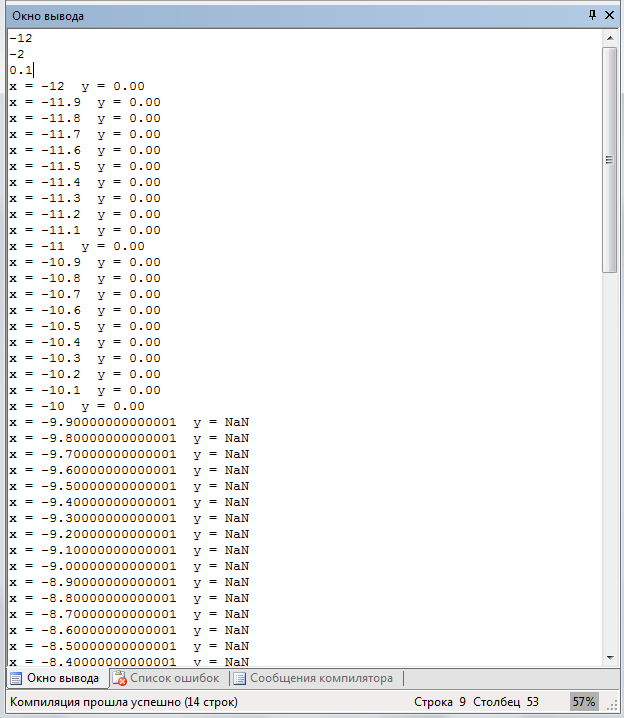 Окно вывода
-12
-2
0.1
x = -12  y = 0.00
x = -11.9  y = 0.00
x = -11.8  y = 0.00
x = -11.7  y = 0.00
x = -11.6  y = 0.00
x = -11.5  y = 0.00
x = -11.4  y = 0.00
x = -11.3  y = 0.00
x = -11.2  y = 0.00
x = -11.1  y = 0.00
x = -11  y = 0.00
x = -10.9  y = 0.00
x = -10.8  y = 0.00
x = -10.7  y = 0.00
x = -10.6  y = 0.00
x = -10.5  y = 0.00
x = -10.4  y = 0.00
x = -10.3  y = 0.00
x = -10.2  y = 0.00
x = -10.1  y = 0.00
x = -10  y = 0.00
x = -9.90000000000001  y = NaN
x = -9.80000000000001  y = NaN
x = -9.70000000000001  y = NaN
x = -9.60000000000001  y = NaN
x = -9.50000000000001  y = NaN
x = -9.40000000000001  y = NaN
x = -9.30000000000001  y = NaN
x = -9.20000000000001  y = NaN
x = -9.10000000000001  y = NaN
x = -9.00000000000001  y = NaN
x = -8.90000000000001  y = NaN
x = -8.80000000000001  y = NaN
x = -8.70000000000001  y = NaN
x = -8.60000000000001  y = NaN
x = -8.50000000000001  y = NaN
x = -8.40000000000001  y = NaN
Окно вывода Список ошибок Сообщения компилятора
Компиляция прошла успешно (14 строк) Строка 9 Столбец 53 57%